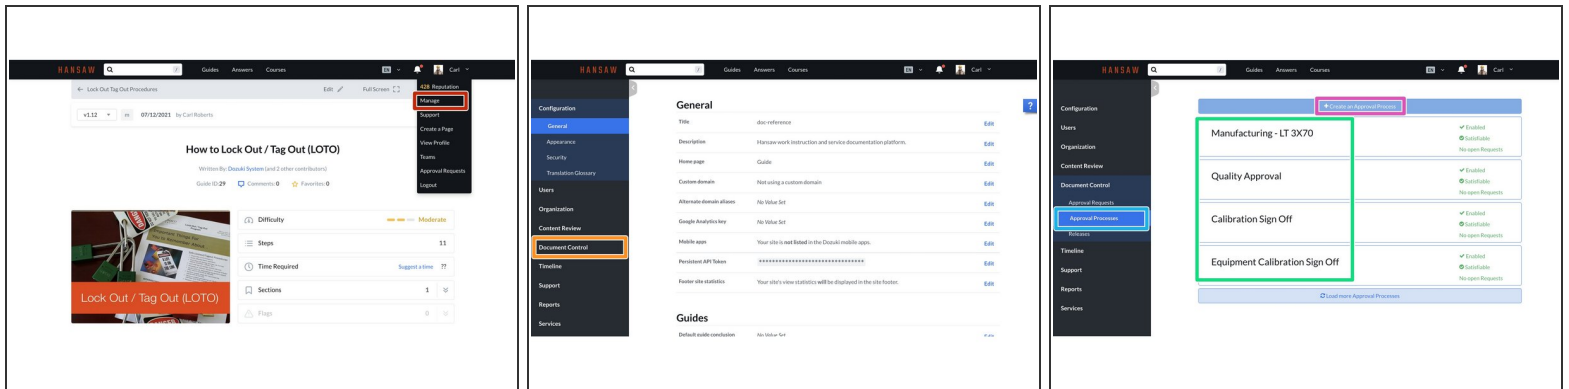 HANSAW
Guides Answers Courses
EN
Carl
Lock Out Tag Out Procedures
Edit
Full Screen
428 Reputation
Manage
Support
Create a Page
View Profile
Teams
Approval Requests
Logout
v1.12
07/12/2021 by Carl Roberts
How to Lock Out / Tag Out (LOTO)
Written By: Dozuki System (and 2 other contributors)
Guide ID: 29 Comments: 0 Favorites: 0
Lock Out / Tag Out (LOTO)
Difficulty Moderate
Steps 11
Time Required Suggest a time ??
Sections 1
Flags 0
HANSAW
Guides Answers Courses
EN
Carl
Configuration
General
Appearance
Security
Translation Glossary
Users
Organization
Content Review
Document Control
Timeline
Support
Reports
Services
General
Title doc-reference Edit
Description Hansaw work instruction and service documentation platform. Edit
Home page Guide Edit
Custom domain Not using a custom domain Edit
Alternate domain aliases No Value Set Edit
Google Analytics key No Value Set Edit
Mobile apps Your site is not listed in the Dozuki mobile apps. Edit
Persistent API Token ******************************** Edit
Footer site statistics Your site's view statistics will be displayed in the site footer. Edit
Guides
Default guide conclusion No Value Set Edit
?
HANSAW
Guides Answers Courses
EN
Carl
Configuration
Users
Organization
Content Review
Document Control
Approval Requests
Approval Processes
Releases
Timeline
Support
Reports
Services
+ Create an Approval Process
Manufacturing - LT 3X70
Enabled
Satisfiable
No open Requests
Quality Approval
Enabled
Satisfiable
No open Requests
Calibration Sign Off
Enabled
Satisfiable
No open Requests
Equipment Calibration Sign Off
Enabled
Satisfiable
No open Requests
Load more Approval Processes